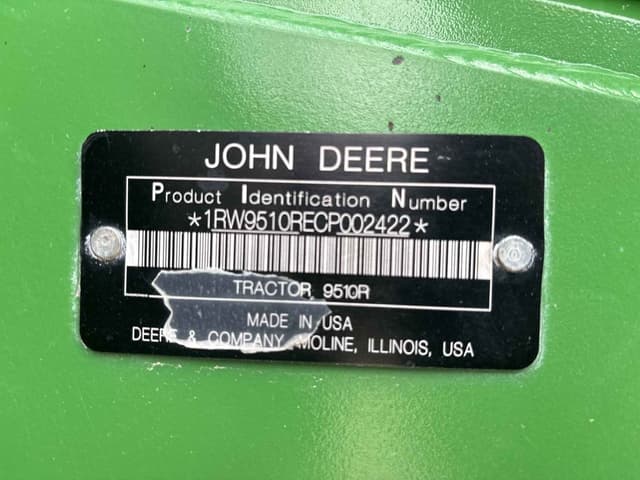 JOHN DEERE
Product Identification Number
*1RW9510RECP002422*
TRACTOR 9510R
MADE IN USA
DEERE & COMPANY MOLINE, ILLINOIS, USA